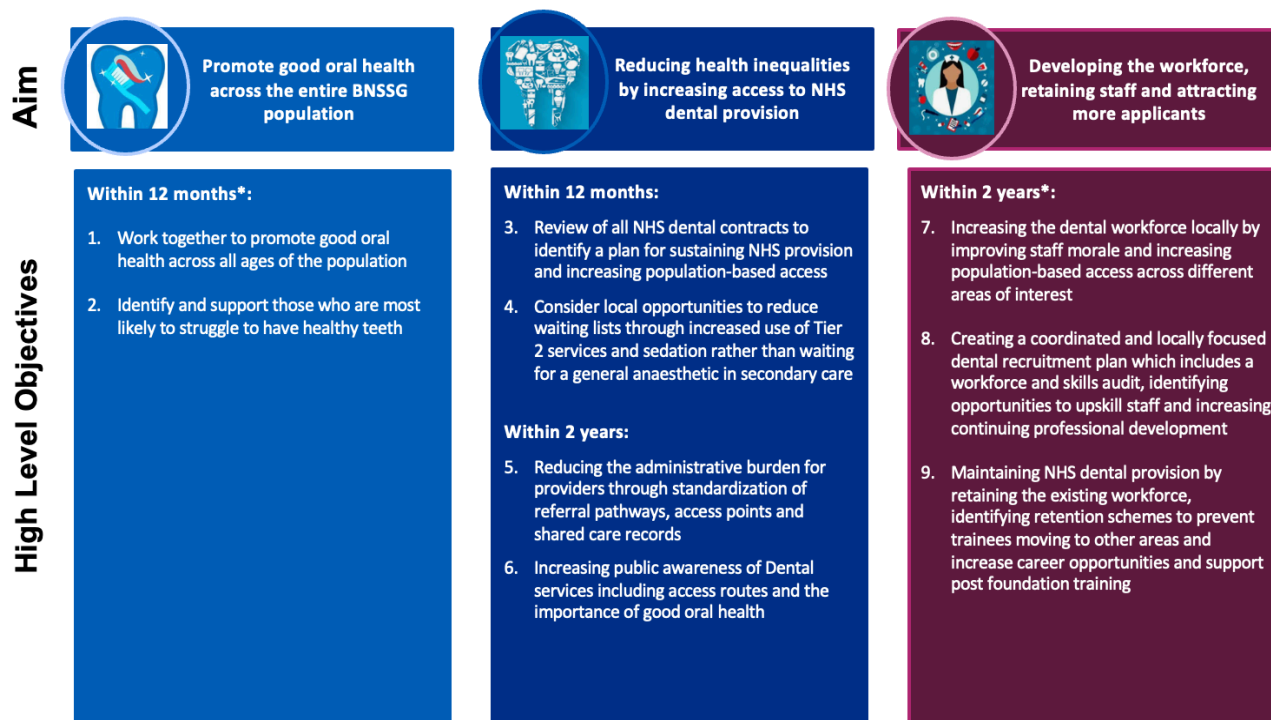 Aim
Promote good oral health
across the entire BNSSG
population
Reducing health inequalities
by increasing access to NHS
dental provision
Developing the workforce,
retaining staff and attracting
more applicants
High Level Objectives
Within 12 months*:
1. Work together to promote good oral
health across all ages of the population
2. Identify and support those who are most
likely to struggle to have healthy teeth
Within 12 months:
3. Review of all NHS dental contracts to
identify a plan for sustaining NHS provision
and increasing population-based access
4. Consider local opportunities to reduce
waiting lists through increased use of Tier
2 services and sedation rather than waiting
for a general anaesthetic in secondary care
Within 2 years:
5. Reducing the administrative burden for
providers through standardization of
referral pathways, access points and
shared care records
6. Increasing public awareness of Dental
services including access routes and the
importance of good oral health
Within 2 years*:
7. Increasing the dental workforce locally by
improving staff morale and increasing
population-based access across different
areas of interest
8. Creating a coordinated and locally focused
dental recruitment plan which includes a
workforce and skills audit, identifying
opportunities to upskill staff and increasing
continuing professional development
9. Maintaining NHS dental provision by
retaining the existing workforce,
identifying retention schemes to prevent
trainees moving to other areas and
increase career opportunities and support
post foundation training